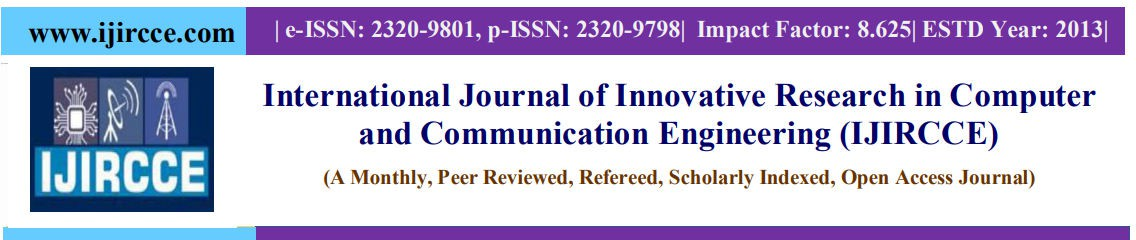 www.ijircce.com | e-ISSN: 2320-9801, p-ISSN: 2320-9798| Impact Factor: 8.625| ESTD Year: 2013|
International Journal of Innovative Research in Computer
and Communication Engineering (IJIRCCE)
IJIRCCE
(A Monthly, Peer Reviewed, Refereed, Scholarly Indexed, Open Access Journal)